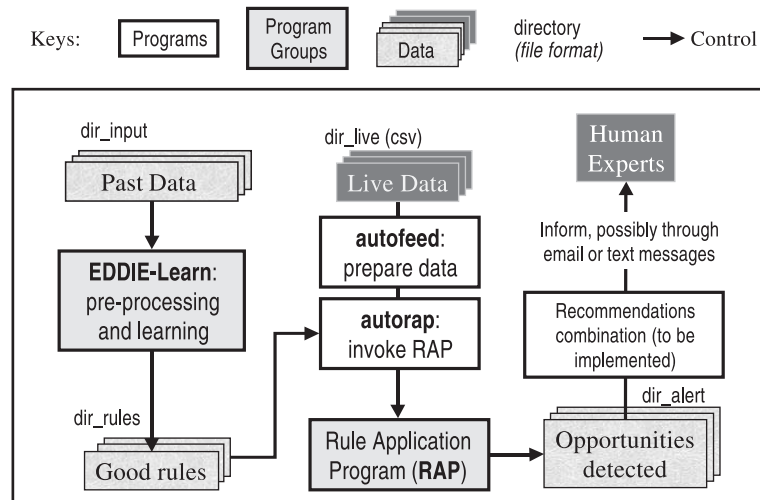 Keys:
Programs
Program
Groups
Data
directory
(file format)
Control
dir_input
Past Data
EDDIE-Learn:
pre-processing
and learning
dir_rules
Good rules
dir_live (csv)
Live Data
autofeed:
prepare data
autorap:
invoke RAP
Rule Application
Program (RAP)
Human
Experts
Inform, possibly through
email or text messages
Recommendations
combination (to be
implemented)
dir_alert
Opportunities
detected